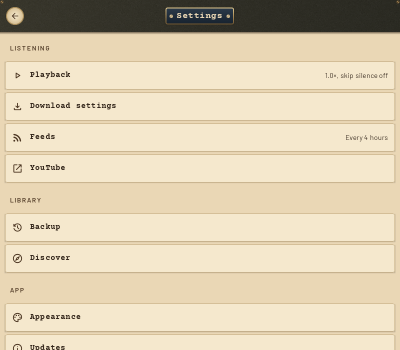 Settings
LISTENING
Playback 1.0×, skip silence off
Download settings
Feeds Every 4 hours
YouTube
LIBRARY
Backup
Discover
APP
Appearance
Updates